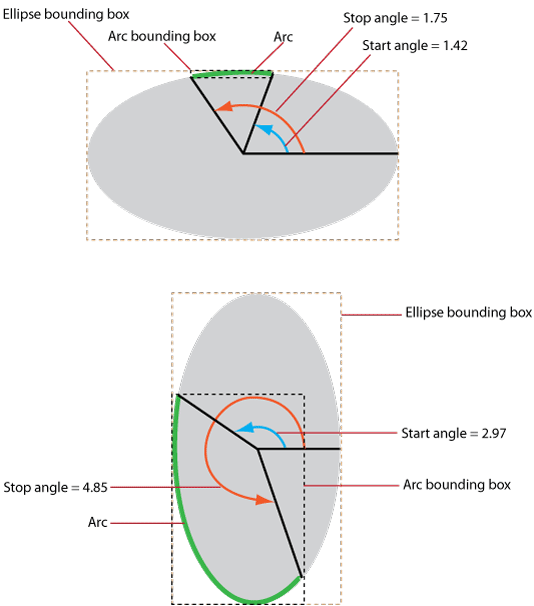 Ellipse bounding box
Stop angle = 1.75
Arc bounding box
Arc
Start angle = 1.42
Ellipse bounding box
Start angle = 2.97
Stop angle = 4.85
Arc bounding box
Arc